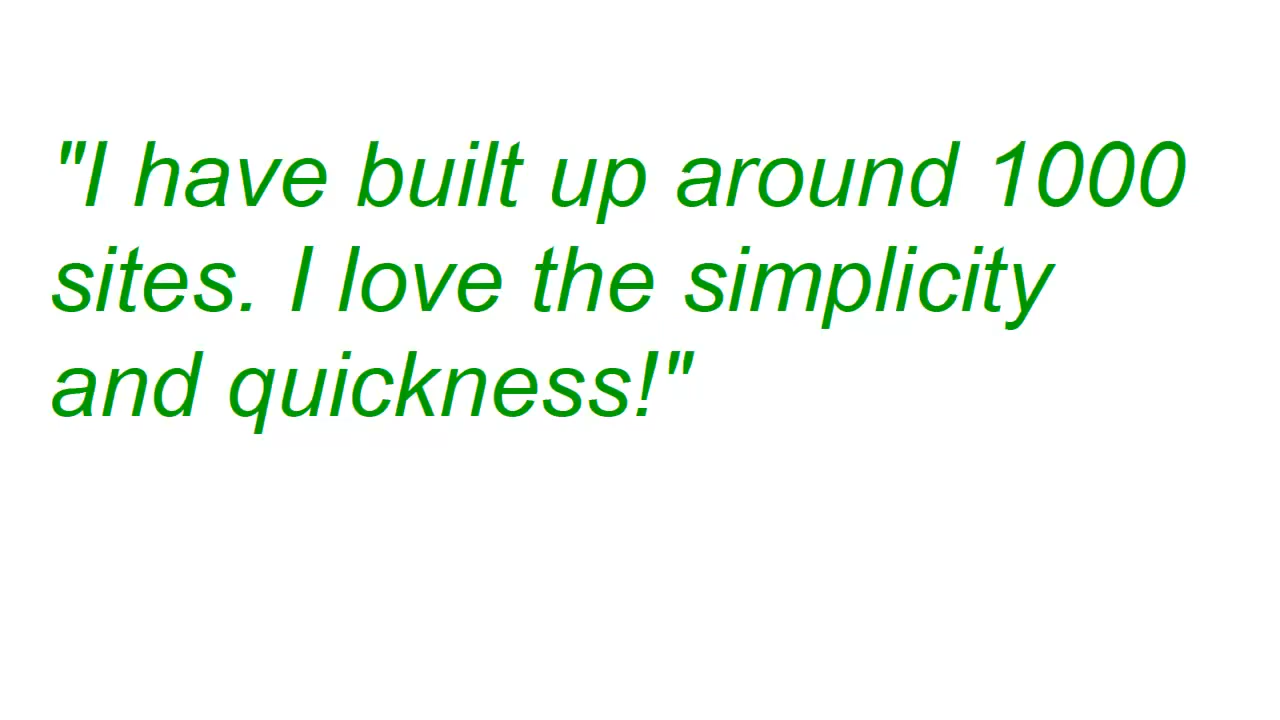 "I have built up around 1000
sites. I love the simplicity
and quickness!"